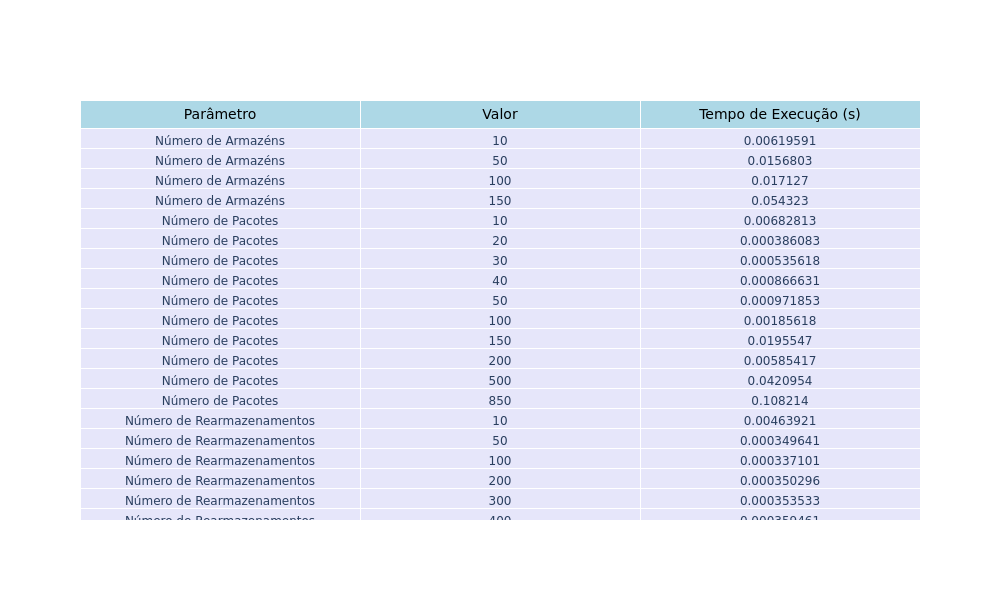 Parâmetro Valor Tempo de Execução (s)
Número de Armazéns 10 0.00619591
Número de Armazéns 50 0.0156803
Número de Armazéns 100 0.017127
Número de Armazéns 150 0.054323
Número de Pacotes 10 0.00682813
Número de Pacotes 20 0.000386083
Número de Pacotes 30 0.000535618
Número de Pacotes 40 0.000866631
Número de Pacotes 50 0.000971853
Número de Pacotes 100 0.00185618
Número de Pacotes 150 0.0195547
Número de Pacotes 200 0.00585417
Número de Pacotes 500 0.0420954
Número de Pacotes 850 0.108214
Número de Rearmazenamentos 10 0.00463921
Número de Rearmazenamentos 50 0.000349641
Número de Rearmazenamentos 100 0.000337101
Número de Rearmazenamentos 200 0.000350296
Número de Rearmazenamentos 300 0.000353533
Número de Rearmazenamentos 400